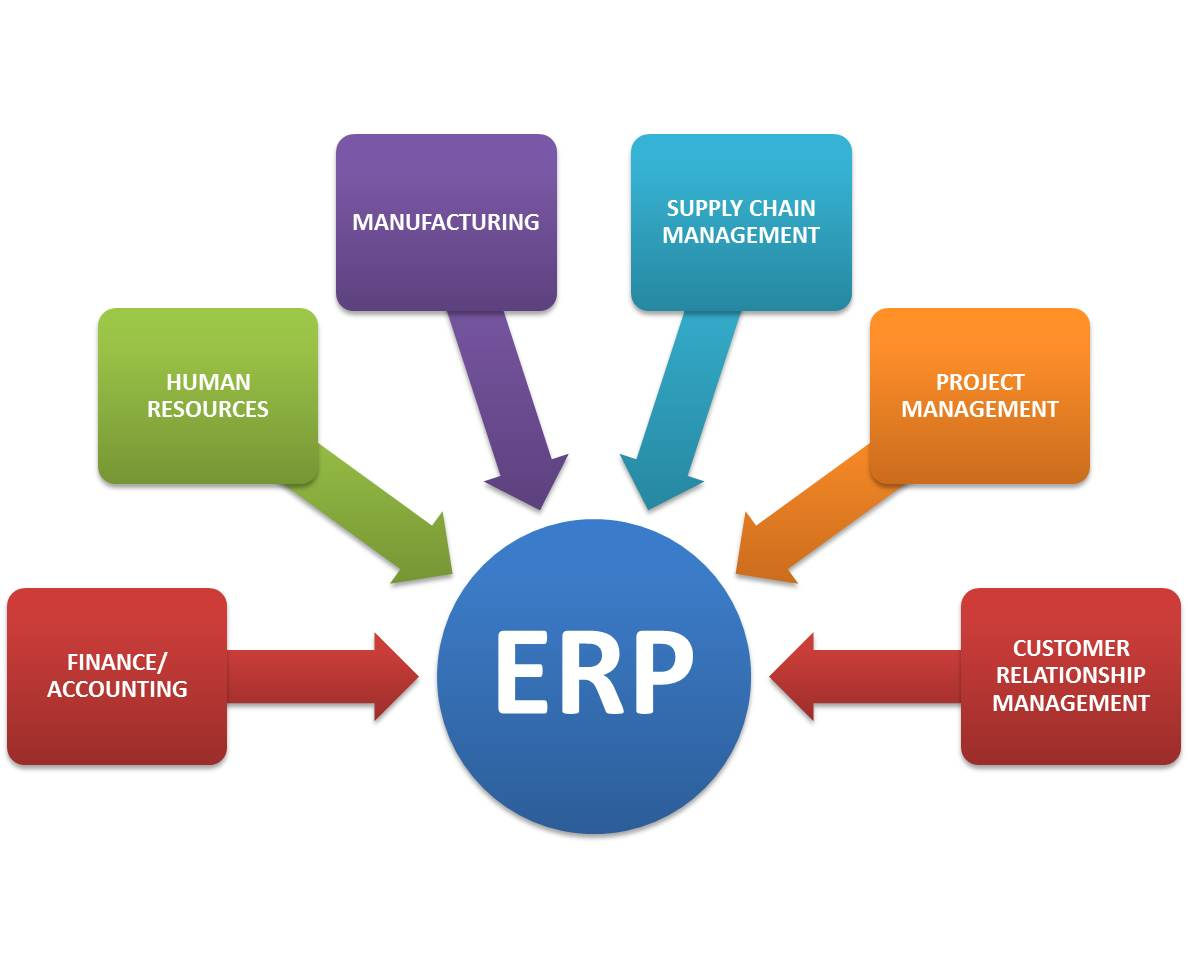 MANUFACTURING
SUPPLY CHAIN
MANAGEMENT
HUMAN
RESOURCES
PROJECT
MANAGEMENT
FINANCE/
ACCOUNTING
ERP
CUSTOMER
RELATIONSHIP
MANAGEMENT